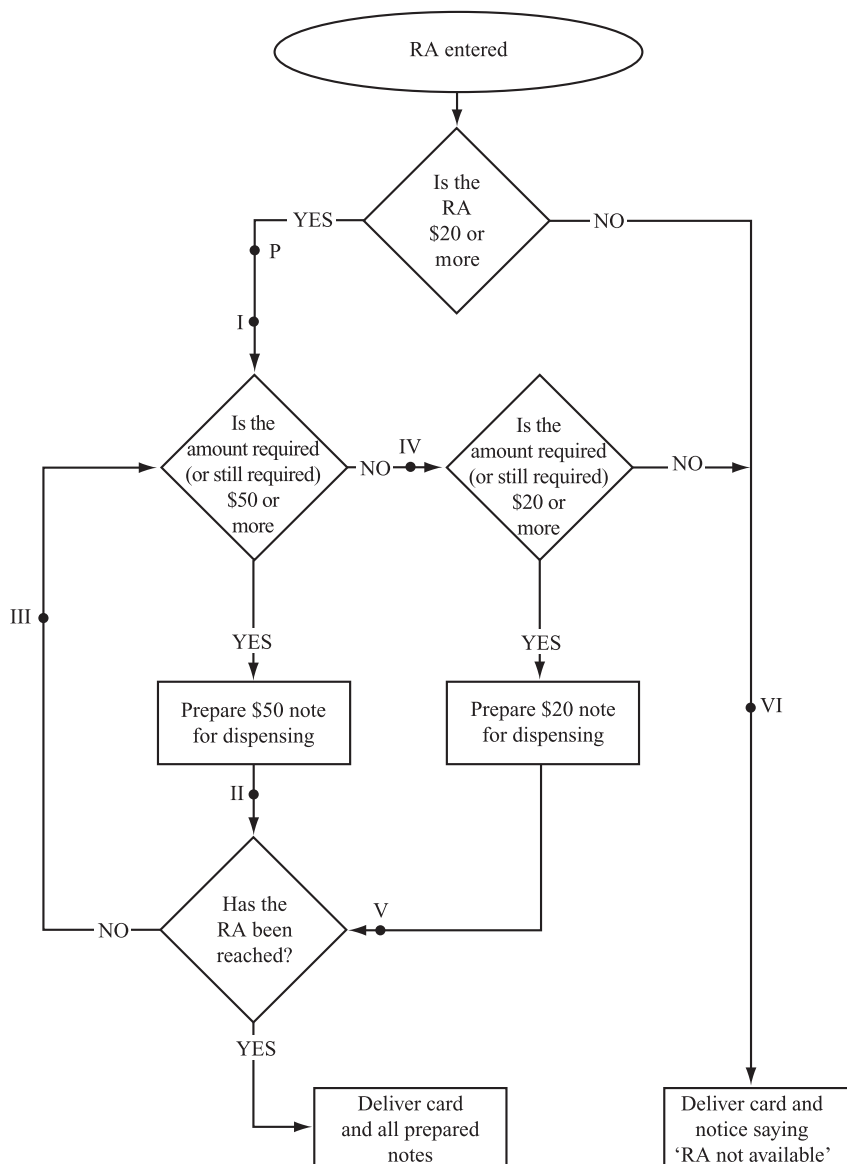 RA entered
Is the
RA
$20 or
more
YES
NO
P
I
Is the
amount required
(or still required)
$50 or
more
NO
IV
Is the
amount required
(or still required)
$20 or
more
NO
III
YES
YES
Prepare $50 note
for dispensing
Prepare $20 note
for dispensing
VI
II
Has the
RA been
reached?
NO
V
YES
Deliver card
and all prepared
notes
Deliver card and
notice saying
‘RA not available’